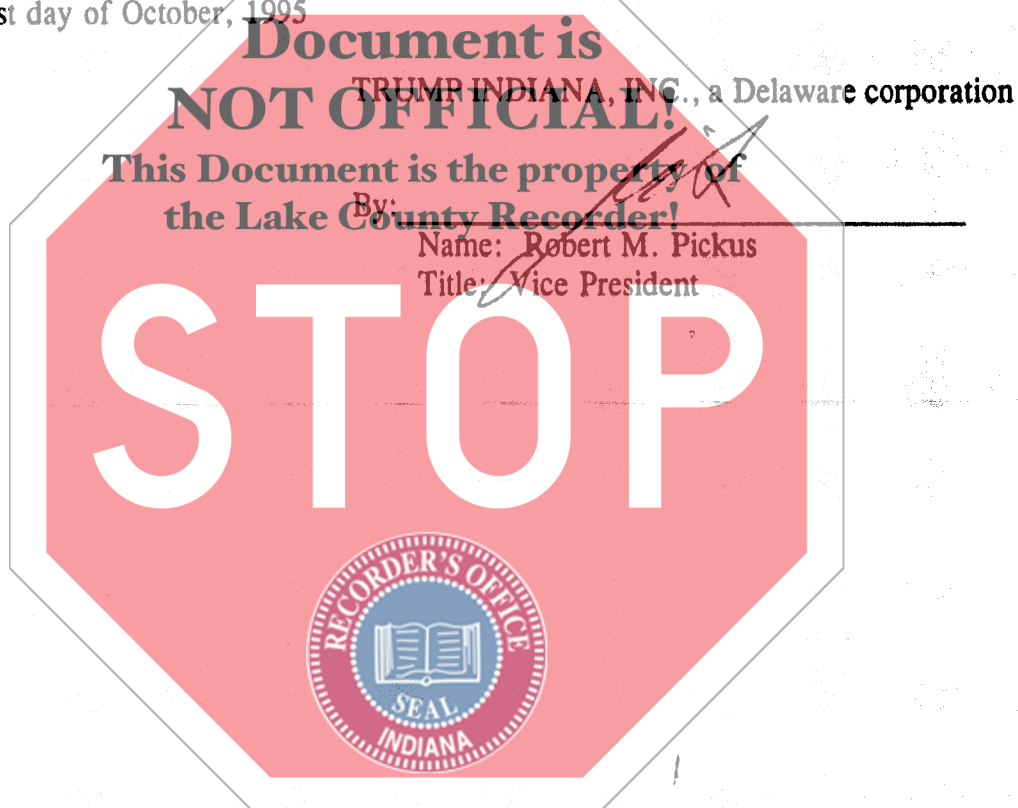 st day of October, 1995
Document is
NOT OFFICIAL!
TRUMP INDIANA, INC., a Delaware corporation
This Document is the property of
the Lake County Recorder!
By:
Name: Robert M. Pickus
Title: Vice President
STOP
RECORDER'S OFFICE
SEAL
INDIANA